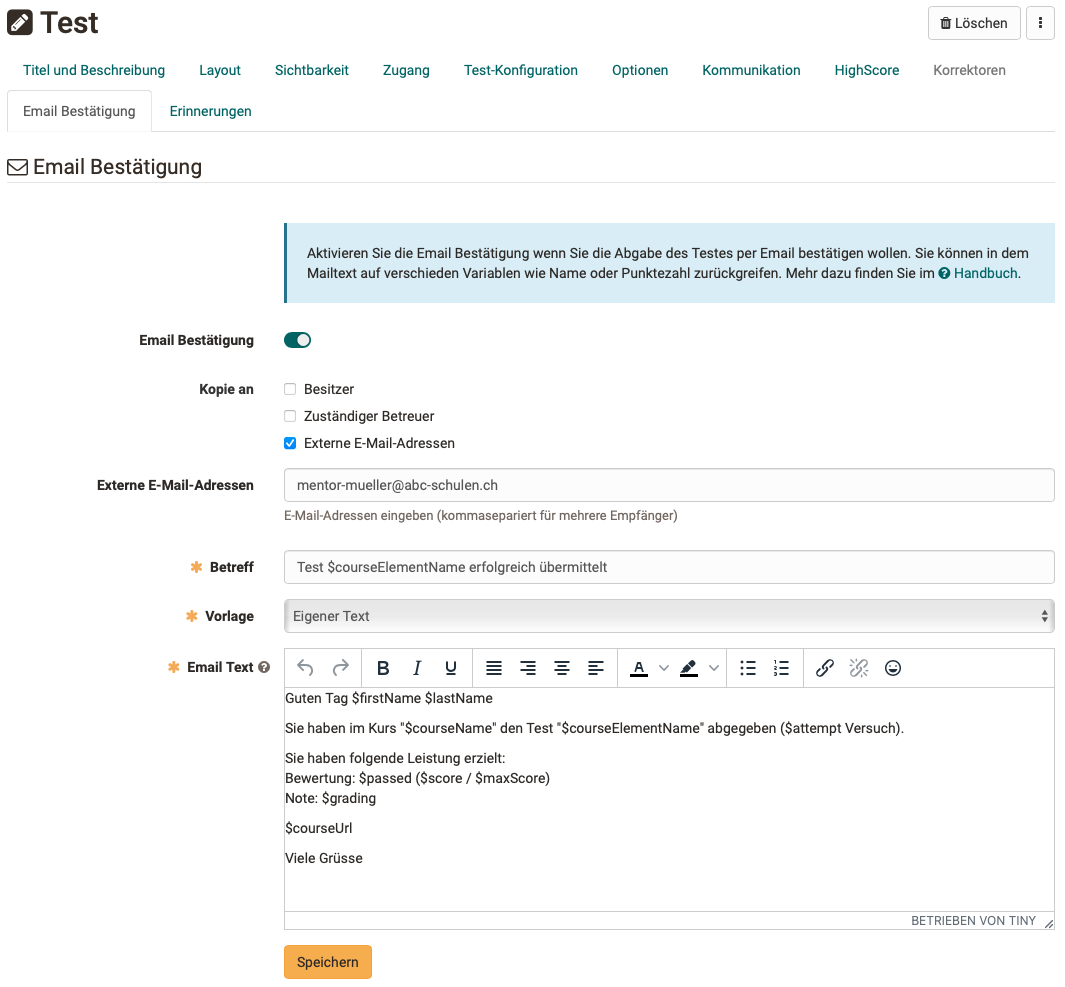 Test
Löschen
Titel und Beschreibung Layout Sichtbarkeit Zugang Test-Konfiguration Optionen Kommunikation HighScore Korrektoren
Email Bestätigung Erinnerungen
Email Bestätigung
Aktivieren Sie die Email Bestätigung wenn Sie die Abgabe des Testes per Email bestätigen wollen. Sie können in dem
Mailtext auf verschieden Variablen wie Name oder Punktezahl zurückgreifen. Mehr dazu finden Sie im Handbuch.
Email Bestätigung
Kopie an Besitzer
Zuständiger Betreuer
Externe E-Mail-Adressen
Externe E-Mail-Adressen mentor-mueller@abc-schulen.ch
E-Mail-Adressen eingeben (kommasepariert für mehrere Empfänger)
Betreff Test $courseElementName erfolgreich übermittelt
Vorlage Eigener Text
Email Text B I U A
Guten Tag $firstName $lastName
Sie haben im Kurs "$courseName" den Test "$courseElementName" abgegeben ($attempt Versuch).
Sie haben folgende Leistung erzielt:
Bewertung: $passed ($score / $maxScore)
Note: $grading
$courseUrl
Viele Grüsse
BETRIEBEN VON TINY
Speichern